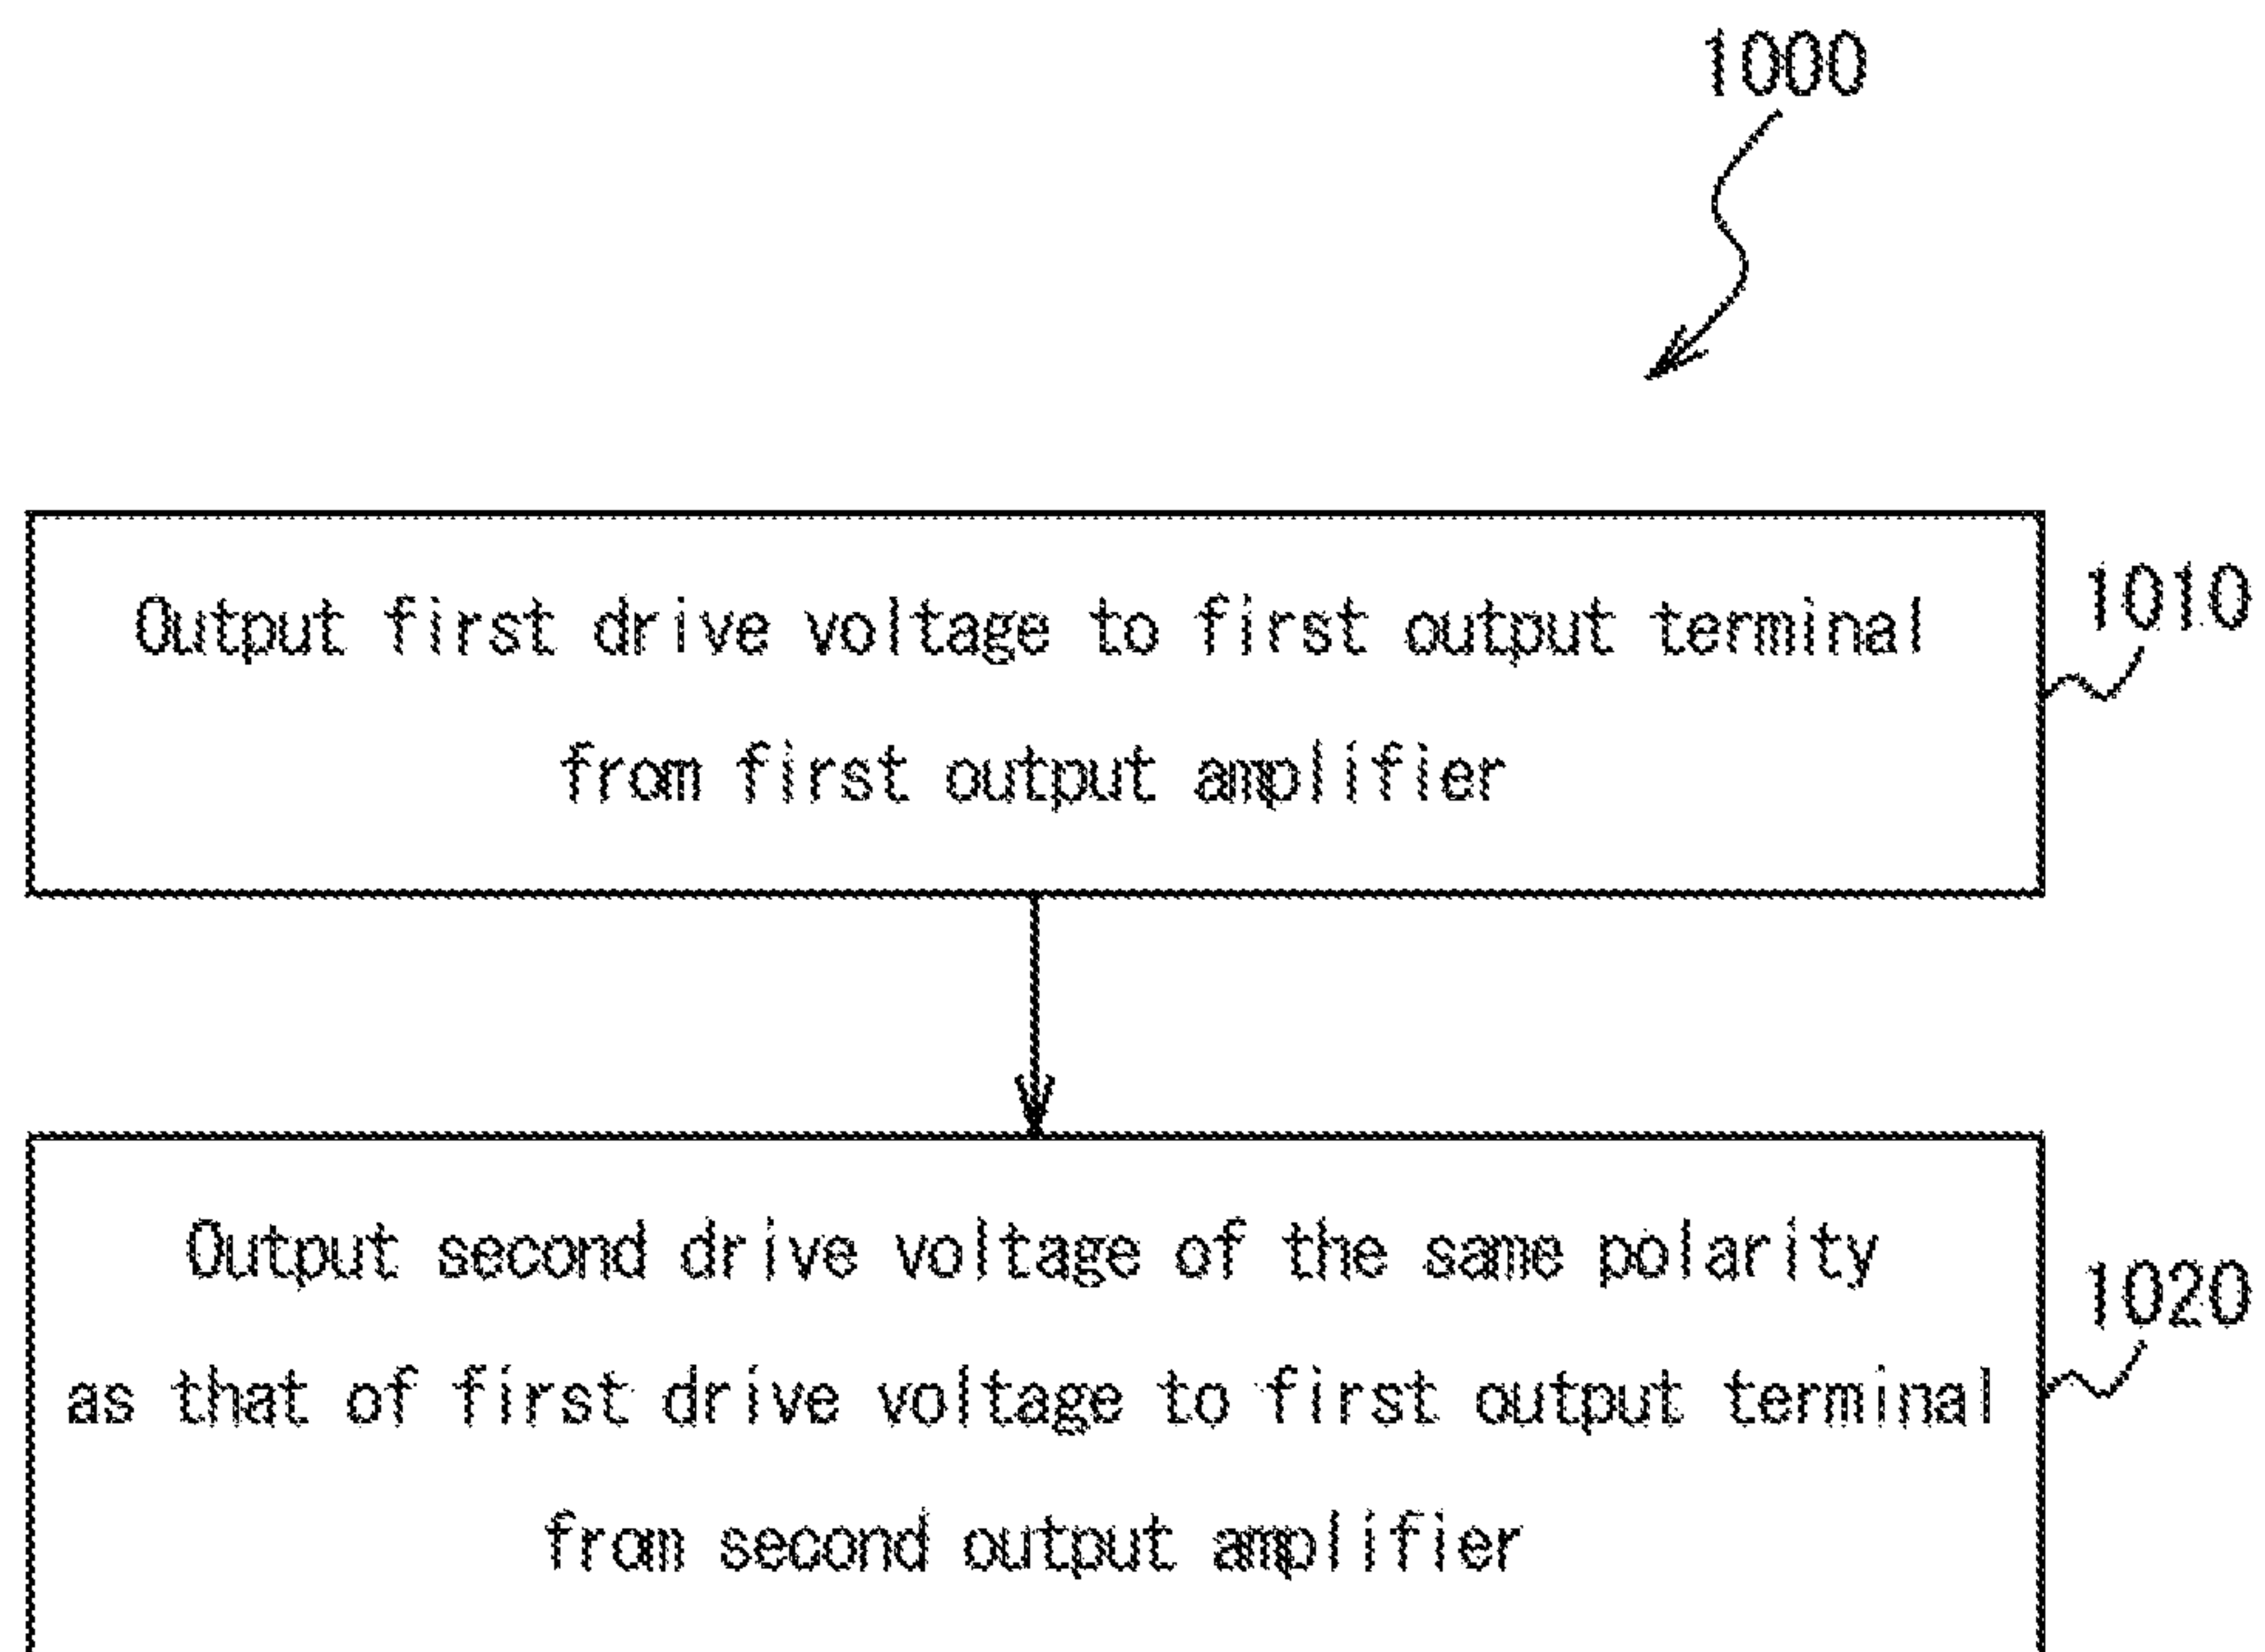 1000
Output first drive voltage to first output terminal
from first output amplifier
1010
Output second drive voltage of the same polarity
as that of first drive voltage to first output terminal
from second output amplifier
1020